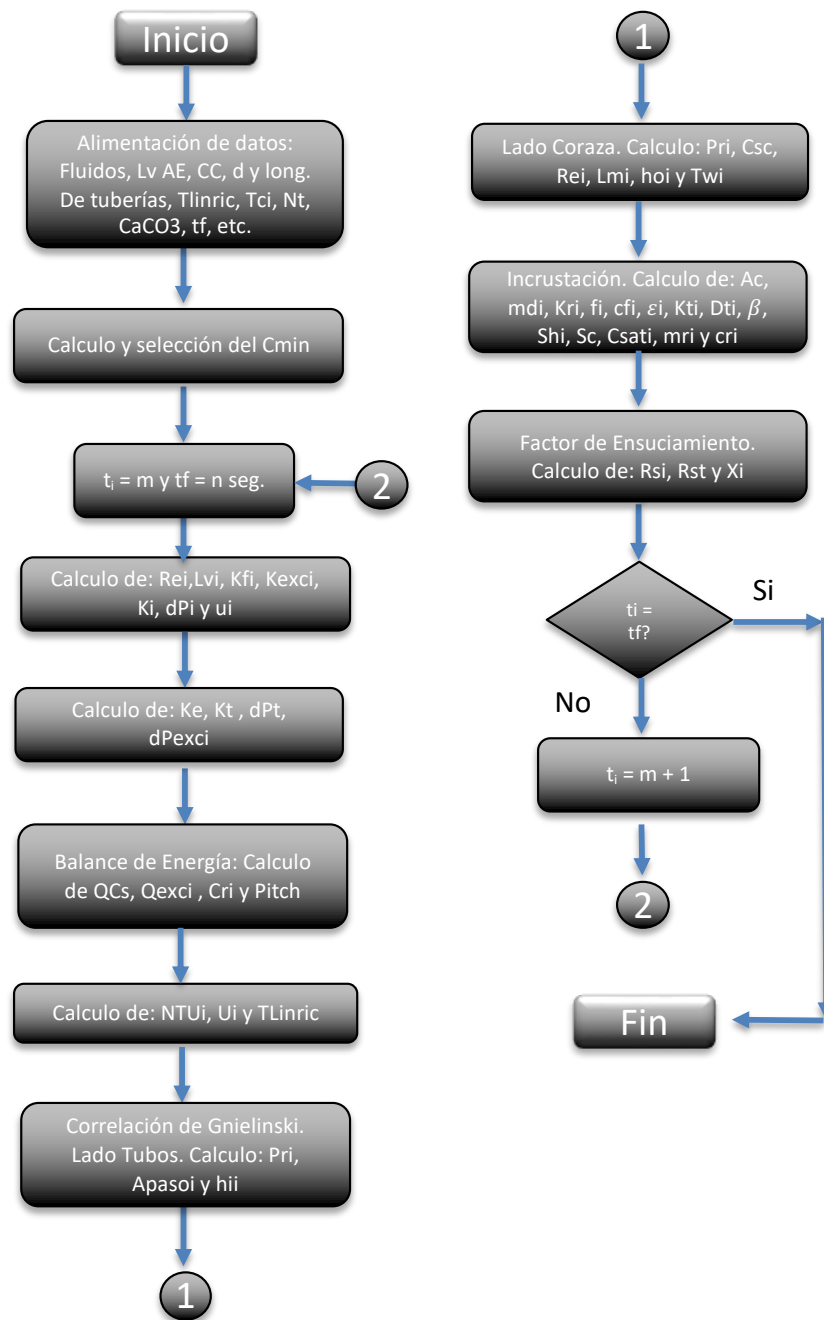 Inicio
Alimentación de datos:
Fluidos, Lv AE, CC, d y long.
De tuberías, Tlinric, Tci, Nt,
CaCO3, tf, etc.
Calculo y selección del Cmin
tᵢ = m y tf = n seg.
2
Calculo de: Rei,Lvi, Kfi, Kexci,
Ki, dPi y ui
Calculo de: Ke, Kt , dPt,
dPexci
Balance de Energía: Calculo
de QCs, Qexci , Cri y Pitch
Calculo de: NTUi, Ui y TLinric
Correlación de Gnielinski.
Lado Tubos. Calculo: Pri,
Apasoi y hii
1
1
Lado Coraza. Calculo: Pri, Csc,
Rei, Lmi, hoi y Twi
Incrustación. Calculo de: Ac,
mdi, Kri, fi, cfi, 𝜀i, Kti, Dti, 𝛽,
Shi, Sc, Csati, mri y cri
Factor de Ensuciamiento.
Calculo de: Rsi, Rst y Xi
ti =
tf?
Si
No
tᵢ = m + 1
2
Fin